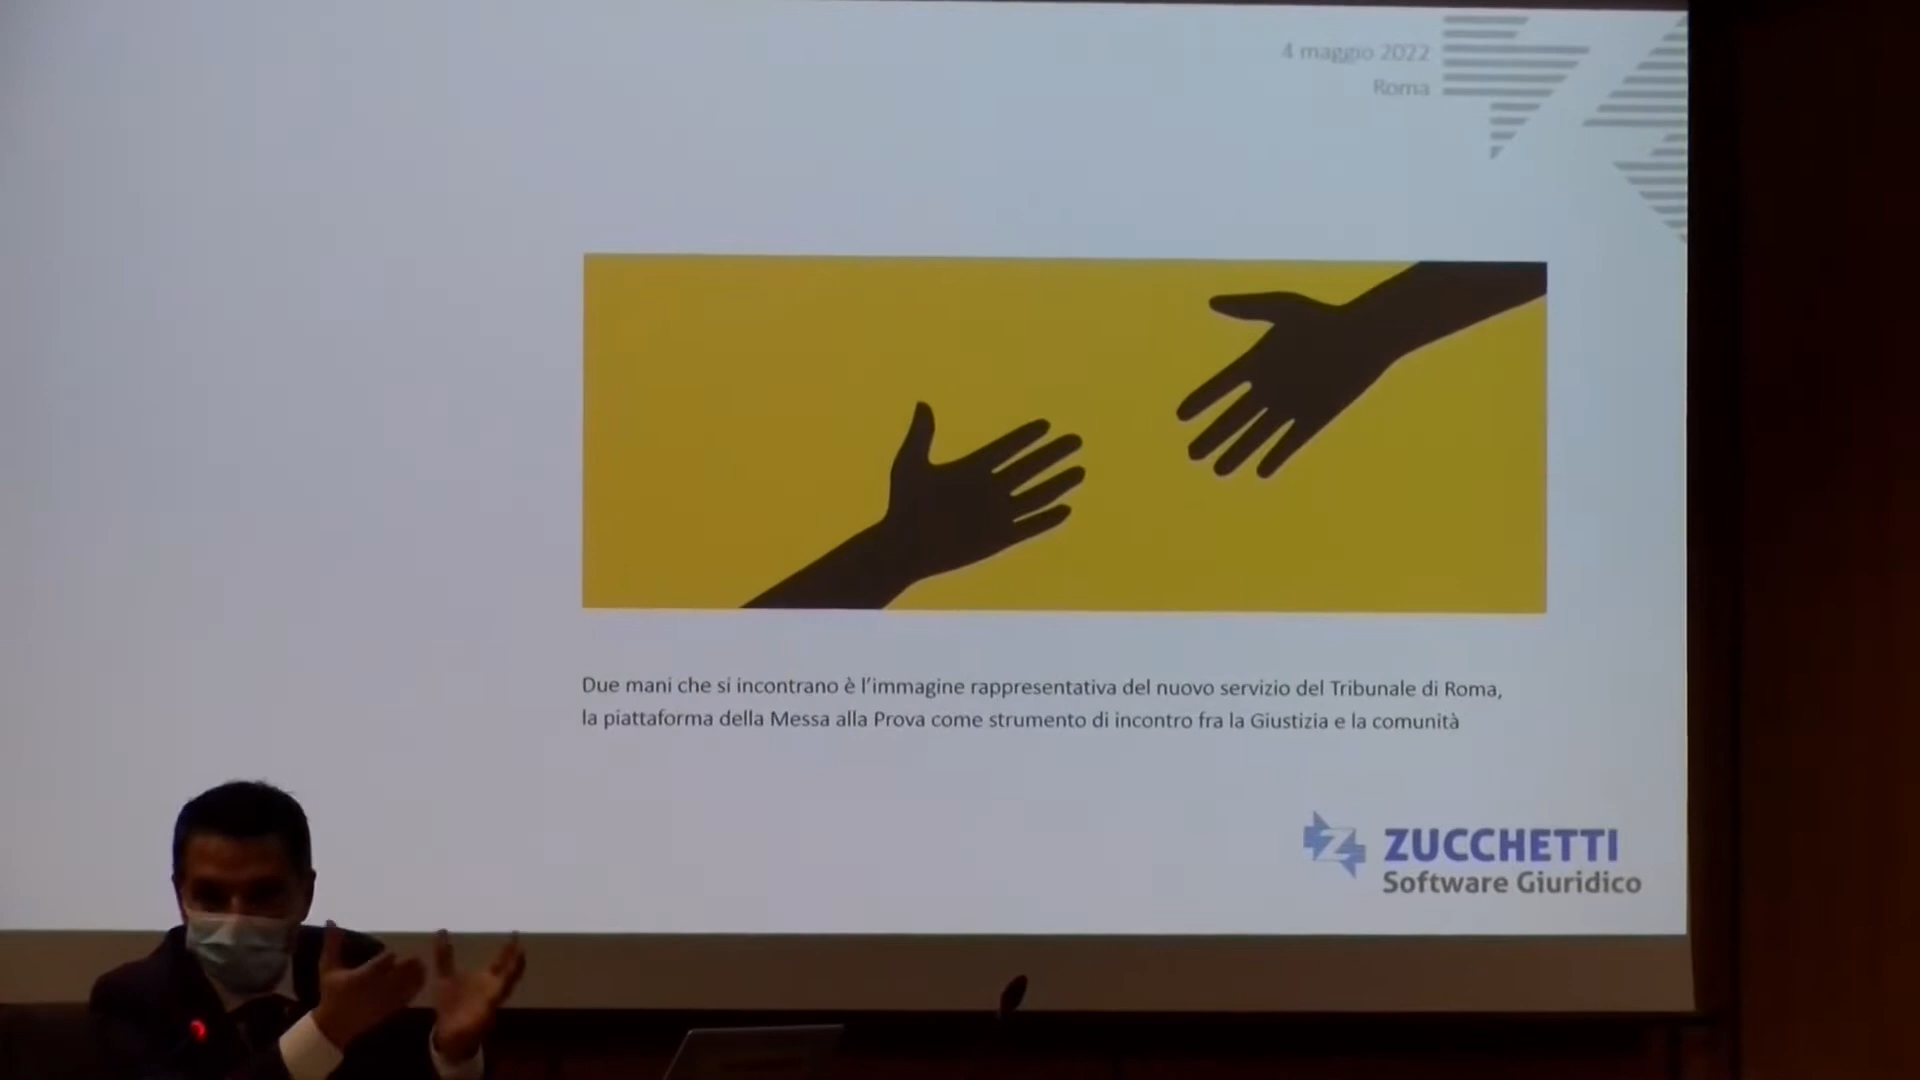 4 maggio 2022
Roma
Due mani che si incontrano è l'immagine rappresentativa del nuovo servizio del Tribunale di Roma,
la piattaforma della Messa alla Prova come strumento di incontro fra la Giustizia e la comunità
Z
ZUCCHETTI
Software Giuridico